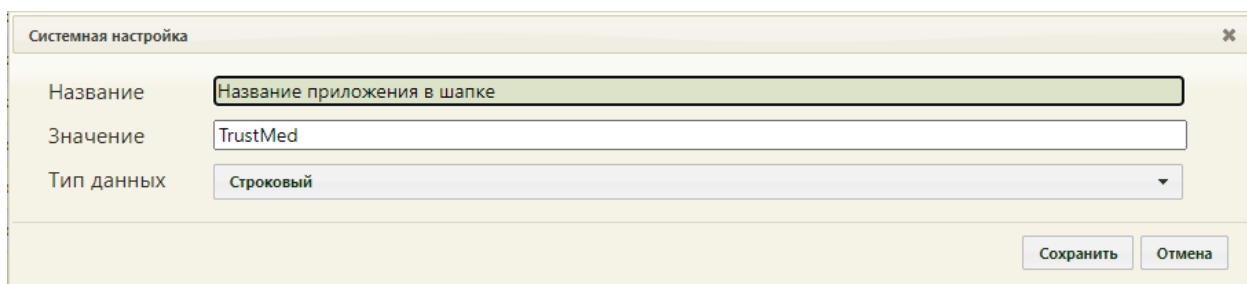 Системная настройка
Название Название приложения в шапке
Значение TrustMed
Тип данных Строковый
Сохранить Отмена